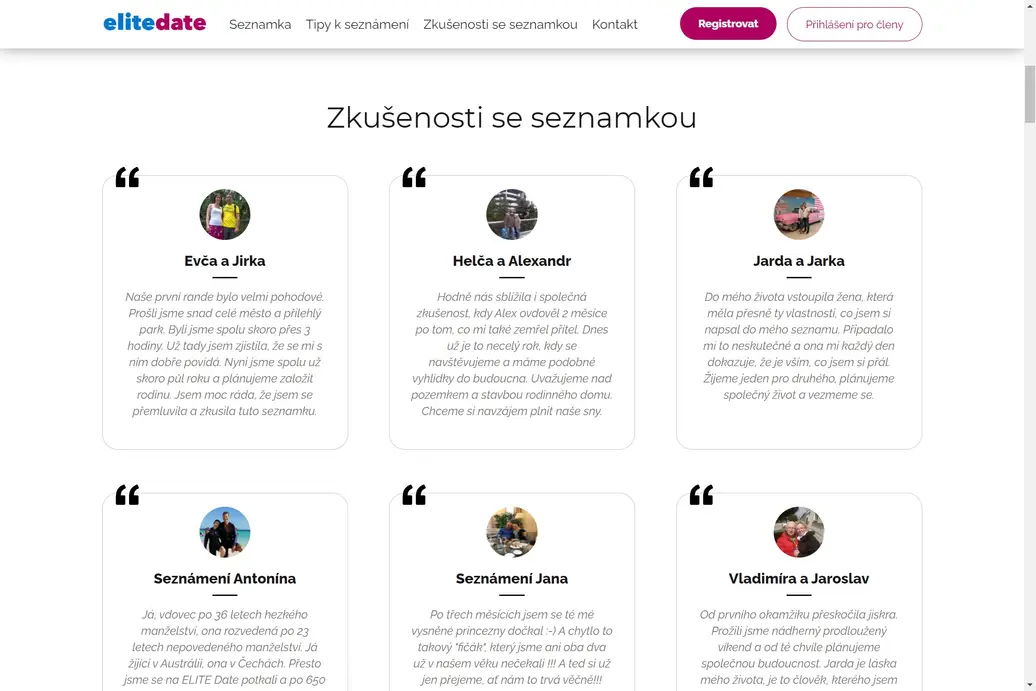 elitedate
Seznamka
Tipy k seznámení
Zkušenosti se seznamkou
Kontakt
Registrovat
Přihlášení pro členy
Zkušenosti se seznamkou
Evča a Jirka
Naše první rande bylo velmi pohodové.
Prošli jsme snad celé město a přilehlý
park. Byli jsme spolu skoro přes 3
hodiny. Už tady jsem zjistila, že se mi s
ním dobře povídá. Nyní jsme spolu už
skoro půl roku a plánujeme založit
rodinu. Jsem moc ráda, že jsem se
přemluvila a zkusila tuto seznamku.
Helča a Alexandr
Hodně nás sblížila i společná
zkušenost, kdy Alex ovdověl 2 měsíce
po tom, co mi také zemřel přítel. Dnes
už je to necelý rok, kdy se
navštěvujeme a máme podobné
vyhlídky do budoucna. Uvažujeme nad
pozemkem a stavbou rodinného domu.
Chceme si navzájem plnit naše sny.
Jarda a Jarka
Do mého života vstoupila žena, která
měla přesně ty vlastnosti, co jsem si
napsal do mého seznamu. Připadalo
mi to neskutečné a ona mi každý den
dokazuje, že je vším, co jsem si přál.
Žijeme jeden pro druhého, plánujeme
společný život a vezmeme se.
Seznámení Antonína
Já, vdovec po 36 letech hezkého
manželství, ona rozvedená po 23
letech nepovedeného manželství. Já
žijící v Austrálii, ona v Čechách. Přesto
jsme se na ELITE Date potkali a po 650
Seznámení Jana
Po třech měsících jsem se té mé
vysněné princezny dočkal :-) A chytlo to
takový "fičák", který jsme ani oba dva
už v našem věku nečekali !!! A teď si už
jen přejeme, ať nám to trvá věčně!!!
Vladimíra a Jaroslav
Od prvního okamžiku přeskočila jiskra.
Prožili jsme nádherný prodloužený
víkend a od té chvíle plánujeme
společnou budoucnost. Jarda je láska
mého života, je to člověk, kterého jsem